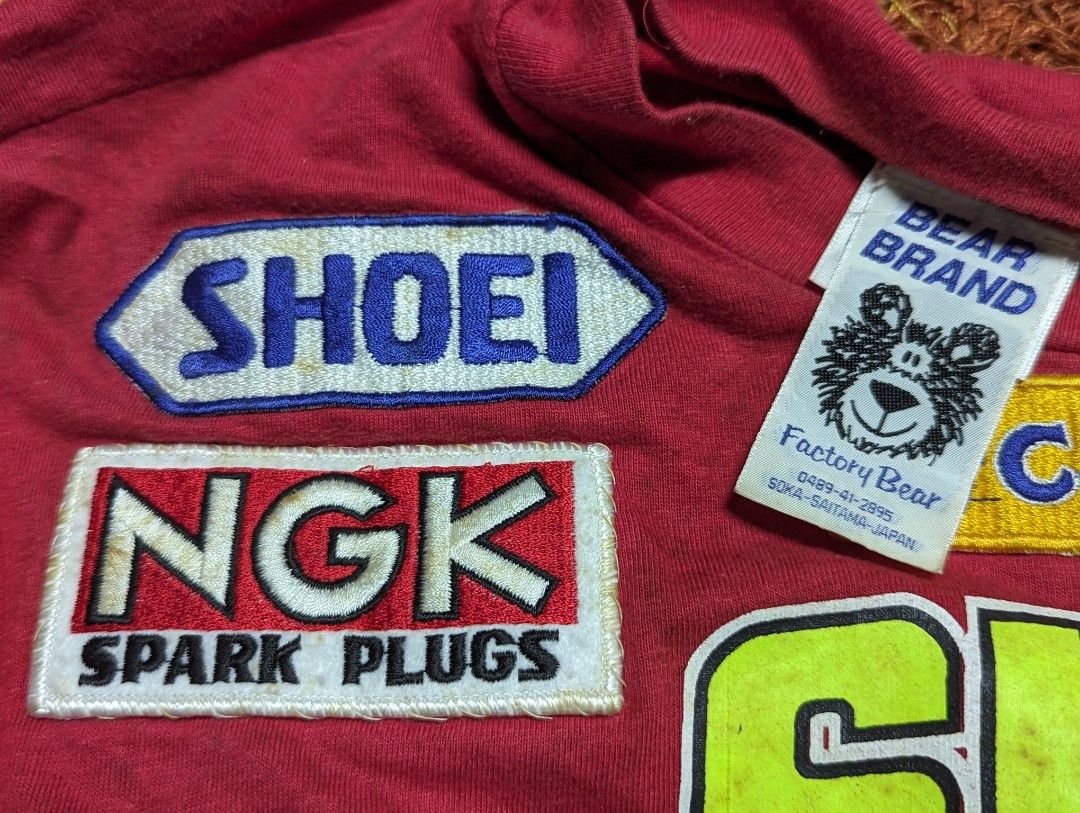 SHOEI
NGK
SPARK PLUGS
BEAR
BRAND
Factory Bear
0489-41-2895
SOKA-SAITAMA-JAPAN
C